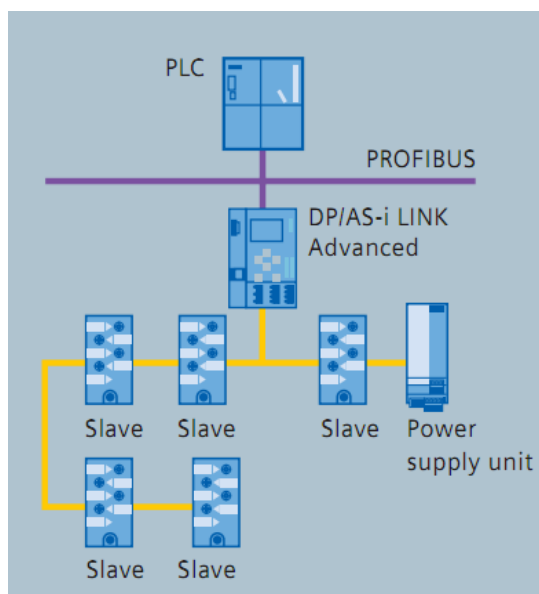 PLC
PROFIBUS
DP/AS-i LINK
Advanced
Slave
Slave
Slave
Power
supply unit
Slave
Slave